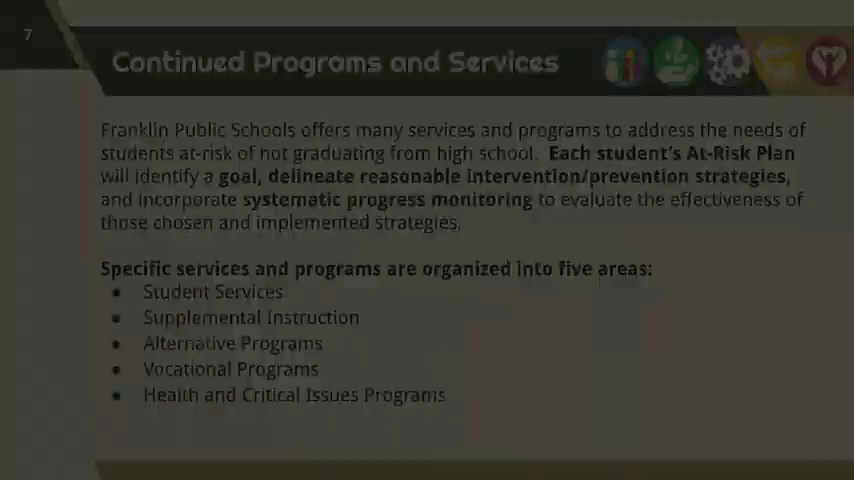 7
Continued Programs and Services
Franklin Public Schools offers many services and programs to address the needs of
students at-risk of not graduating from high school. Each student's At-Risk Plan
will identify a goal, delineate reasonable intervention/prevention strategies,
and incorporate systematic progress monitoring to evaluate the effectiveness of
those chosen and implemented strategies.
Specific services and programs are organized into five areas:
● Student Services
● Supplemental Instruction
● Alternative Programs
● Vocational Programs
● Health and Critical Issues Programs